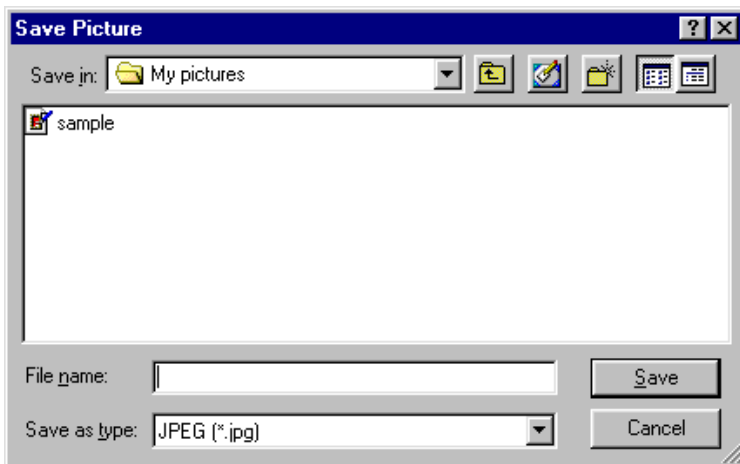 Save Picture
Save in: My pictures
sample
File name:
Save
Save as type: JPEG (*.jpg)
Cancel